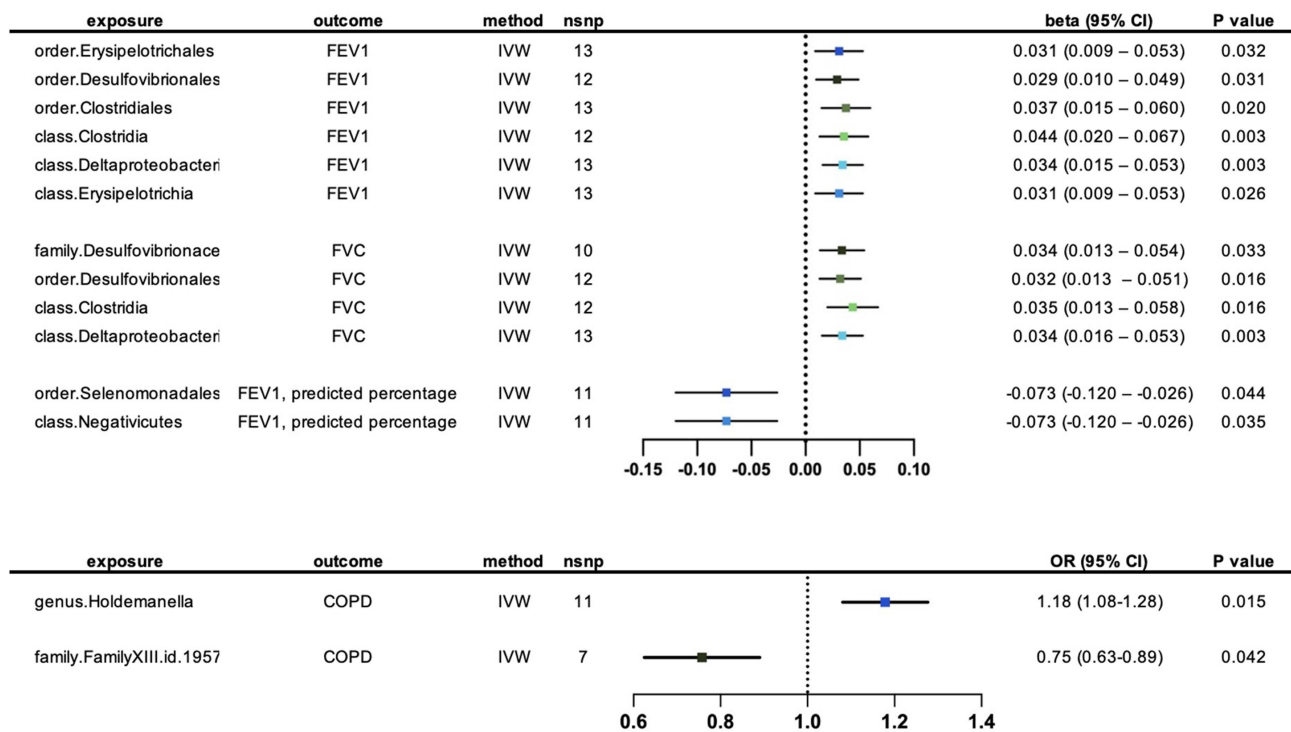 exposure outcome method nsnp beta (95% CI) P value
order.Erysipelotrichales FEV1 IVW 13 0.031 (0.009 – 0.053) 0.032
order.Desulfovibrionales FEV1 IVW 12 0.029 (0.010 – 0.049) 0.031
order.Clostridiales FEV1 IVW 13 0.037 (0.015 – 0.060) 0.020
class.Clostridia FEV1 IVW 12 0.044 (0.020 – 0.067) 0.003
class.Deltaproteobacteri FEV1 IVW 13 0.034 (0.015 – 0.053) 0.003
class.Erysipelotrichia FEV1 IVW 13 0.031 (0.009 – 0.053) 0.026
family.Desulfovibrionace FVC IVW 10 0.034 (0.013 – 0.054) 0.033
order.Desulfovibrionales FVC IVW 12 0.032 (0.013 – 0.051) 0.016
class.Clostridia FVC IVW 12 0.035 (0.013 – 0.058) 0.016
class.Deltaproteobacteri FVC IVW 13 0.034 (0.016 – 0.053) 0.003
order.Selenomonadales FEV1, predicted percentage IVW 11 -0.073 (-0.120 – -0.026) 0.044
class.Negativicutes FEV1, predicted percentage IVW 11 -0.073 (-0.120 – -0.026) 0.035
-0.15 -0.10 -0.05 0.00 0.05 0.10
exposure outcome method nsnp OR (95% CI) P value
genus.Holdemanella COPD IVW 11 1.18 (1.08-1.28) 0.015
family.FamilyXIII.id.1957 COPD IVW 7 0.75 (0.63-0.89) 0.042
0.6 0.8 1.0 1.2 1.4